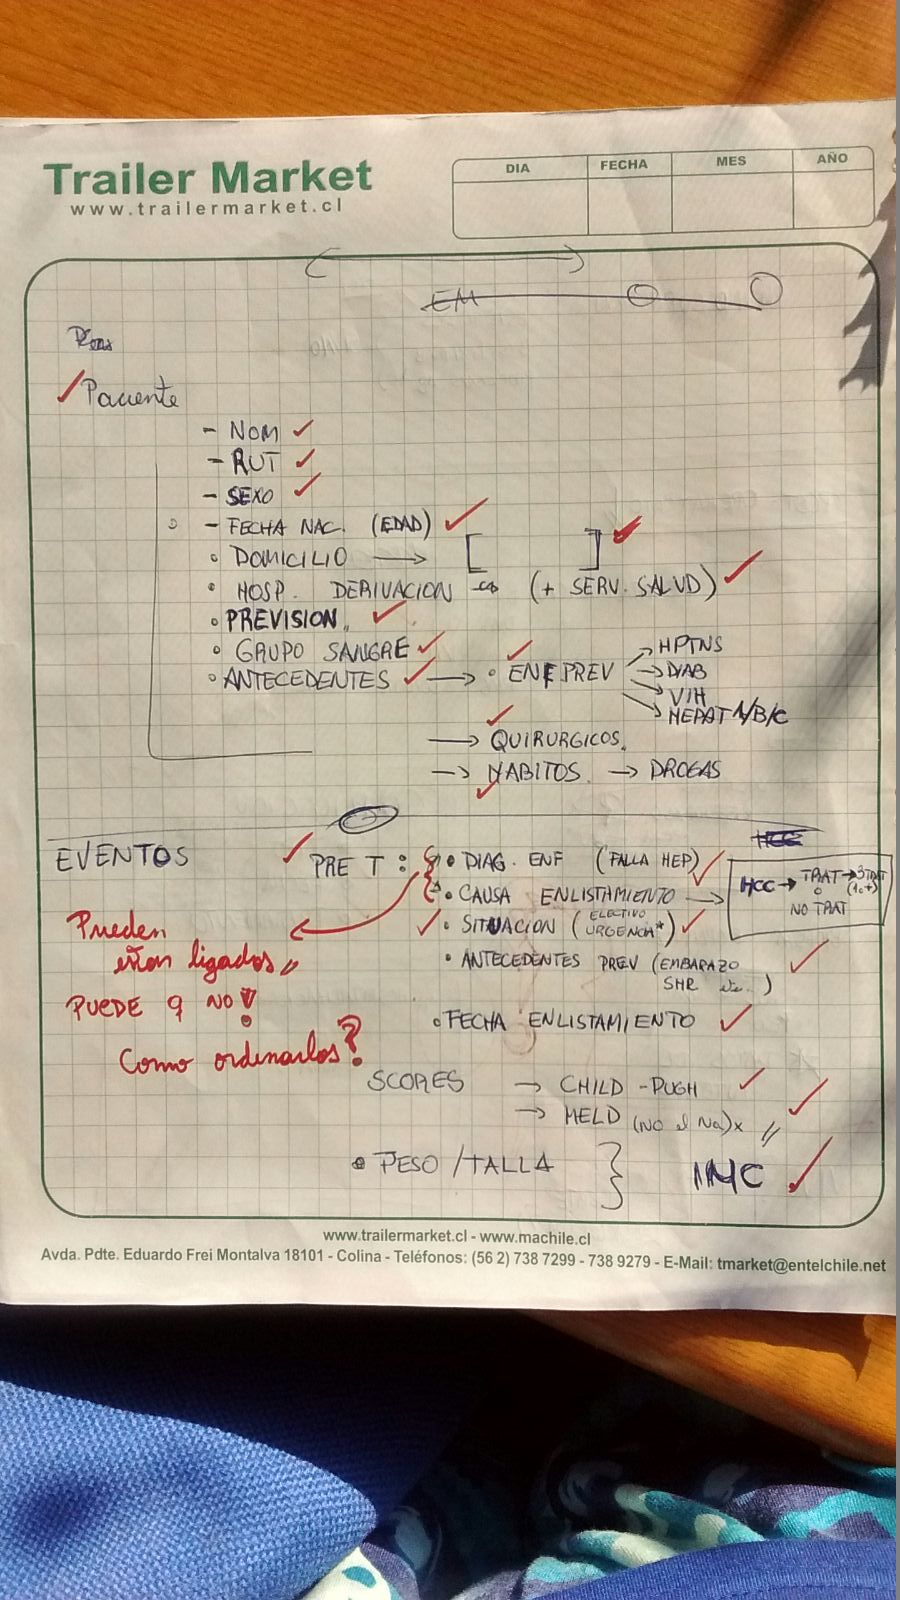 Trailer Market
www.trailermarket.cl
DIA FECHA MES AÑO
EM
Paciente
- NOM
- RUT
- SEXO
- FECHA NAC. (EDAD)
• DOMICILIO → [ ]
• HOSP. DERIVACION → (+ SERV. SALUD)
• PREVISION
• GRUPO SANGRE
• ANTECEDENTES → • ENF PREV → HPTNS
→ DIAB
→ VIH
→ HEPAT A/B/C
→ QUIRURGICOS
→ HABITOS → DROGAS
HCC
EVENTOS PRE T : • DIAG. ENF (FALLA HEP)
• CAUSA ENLISTAMIENTO → HCC → TRAT →
o
NO TRAT
• SITUACION (ELECTIVO
URGENCIA*)
• ANTECEDENTES PREV (EMBARAZO
SHR )
Pueden
estar ligados
PUEDE q NO!
Como ordenarlos?
• FECHA ENLISTAMIENTO
SCORES → CHILD - PUGH
→ MELD (NO el Na)x
• PESO / TALLA } IMC
www.trailermarket.cl - www.machile.cl
Avda. Pdte. Eduardo Frei Montalva 18101 - Colina - Teléfonos: (56 2) 738 7299 - 738 9279 - E-Mail: tmarket@entelchile.net